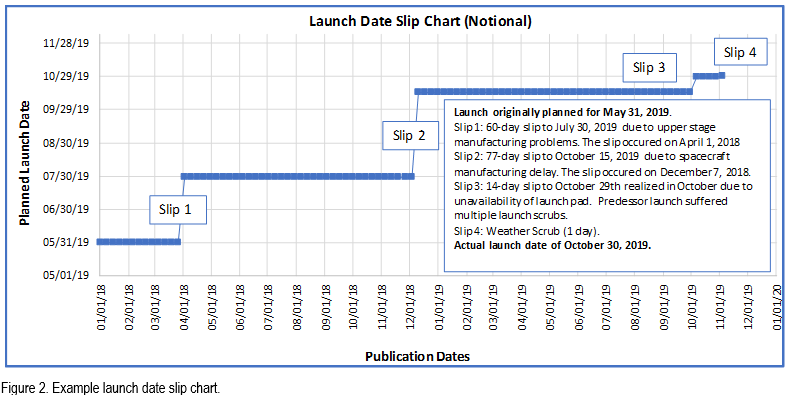 Launch Date Slip Chart (Notional)
11/28/19
10/29/19
09/29/19
08/30/19
07/30/19
06/30/19
05/31/19
05/01/19
Planned Launch Date
Slip 1
Slip 2
Slip 3
Slip 4
Launch originally planned for May 31, 2019.
Slip 1: 60-day slip to July 30, 2019 due to upper stage
manufacturing problems. The slip occured on April 1, 2018
Slip 2: 77-day slip to October 15, 2019 due to spacecraft
manufacturing delay. The slip occured on December 7, 2018.
Slip 3: 14-day slip to October 29th realized in October due to
unavailability of launch pad. Predessor launch suffered
multiple launch scrubs.
Slip 4: Weather Scrub (1 day).
Actual launch date of October 30, 2019.
01/01/18
02/01/18
03/01/18
04/01/18
05/01/18
06/01/18
07/01/18
08/01/18
09/01/18
10/01/18
11/01/18
12/01/18
01/01/19
02/01/19
03/01/19
04/01/19
05/01/19
06/01/19
07/01/19
08/01/19
09/01/19
10/01/19
11/01/19
12/01/19
01/01/20
Publication Dates
Figure 2. Example launch date slip chart.